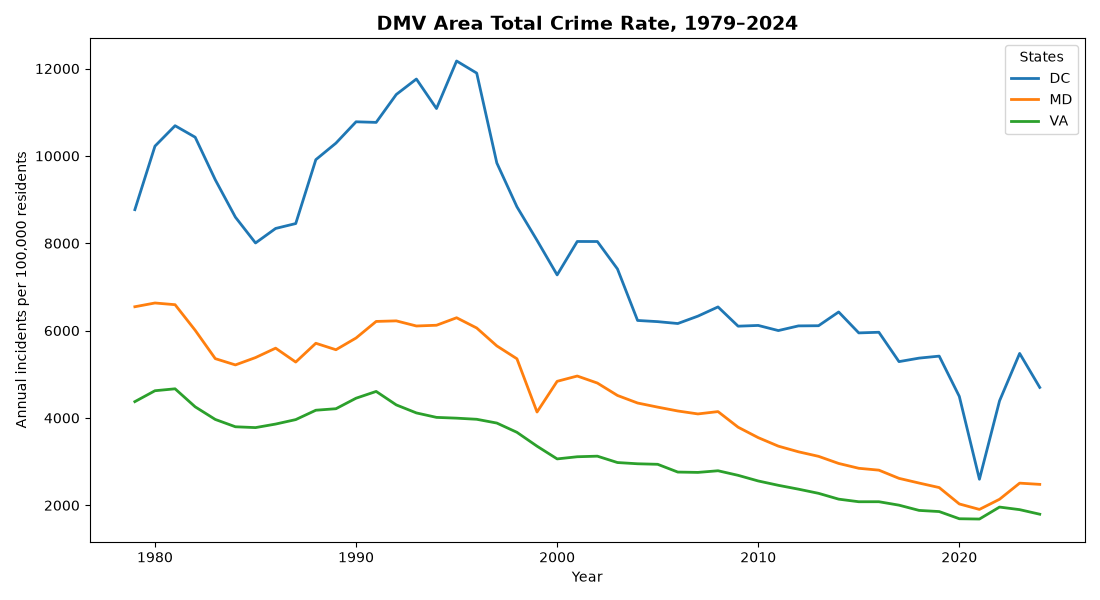 DMV Area Total Crime Rate, 1979–2024
Annual incidents per 100,000 residents
12000
10000
8000
6000
4000
2000
1980
1990
2000
2010
2020
Year
States
DC
MD
VA